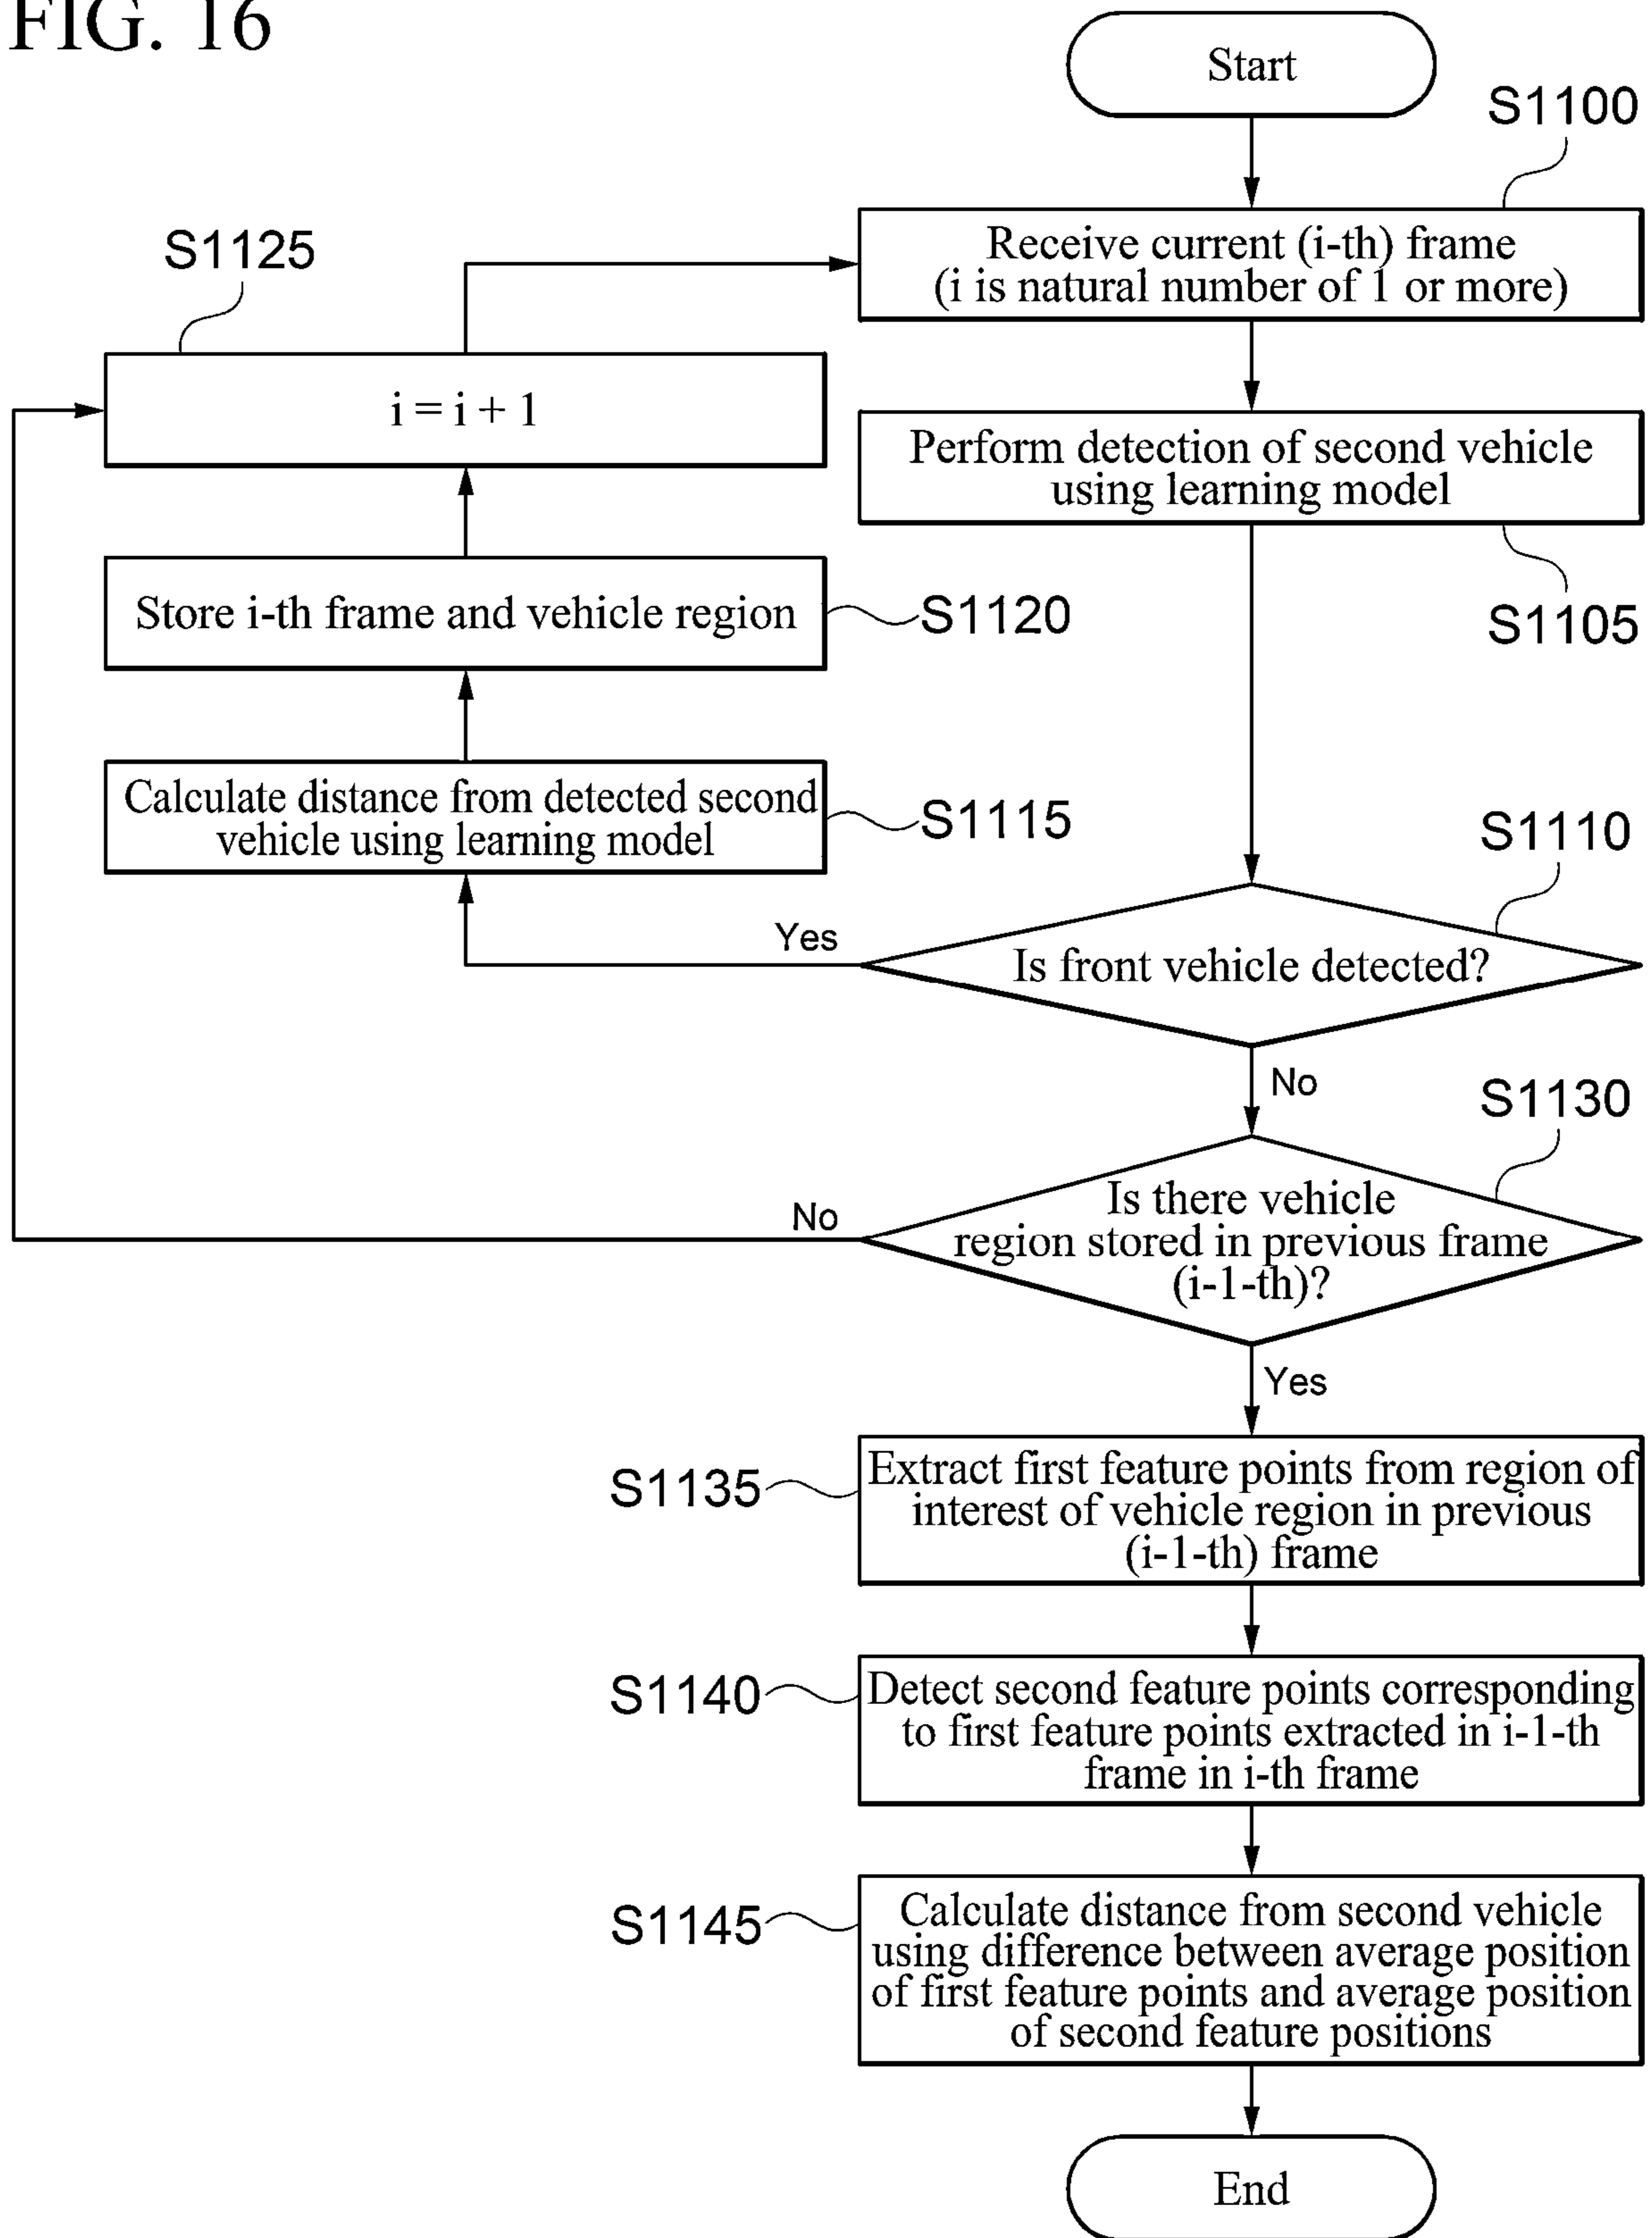 FIG. 16
Start
S1100
Receive current (i-th) frame
(i is natural number of 1 or more)
S1125
i = i + 1
Perform detection of second vehicle
using learning model
S1105
Store i-th frame and vehicle region
S1120
Calculate distance from detected second
vehicle using learning model
S1115
S1110
Yes
Is front vehicle detected?
No
S1130
No
Is there vehicle
region stored in previous frame
(i-1-th)?
Yes
S1135
Extract first feature points from region of
interest of vehicle region in previous
(i-1-th) frame
S1140
Detect second feature points corresponding
to first feature points extracted in i-1-th
frame in i-th frame
S1145
Calculate distance from second vehicle
using difference between average position
of first feature points and average position
of second feature positions
End